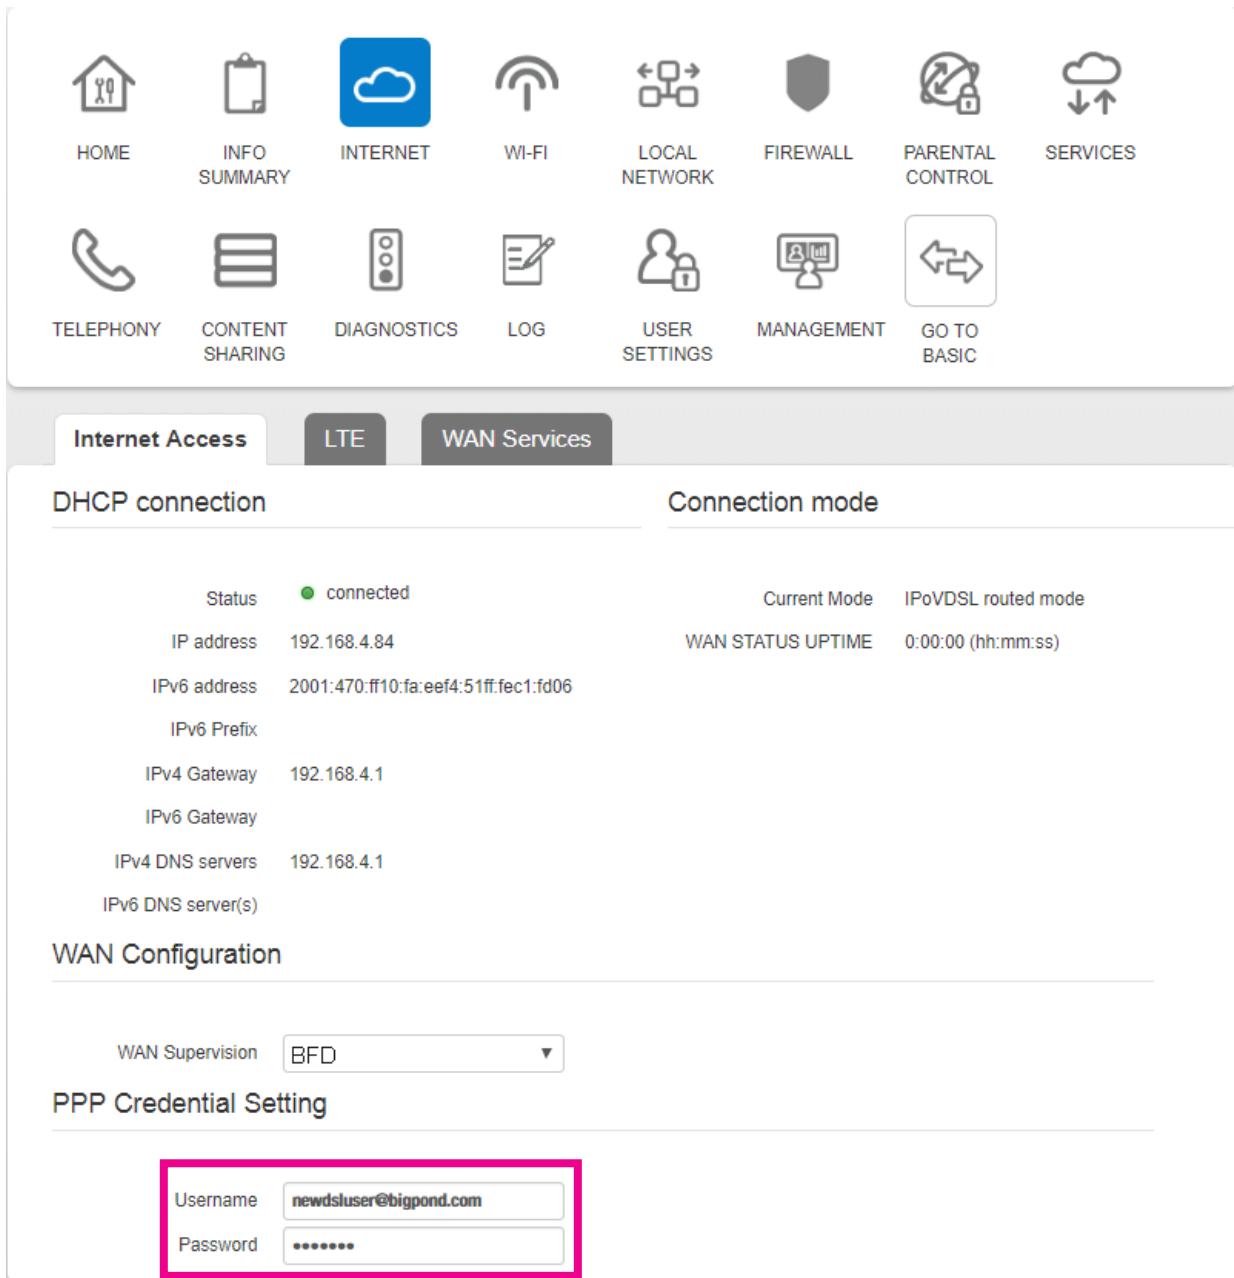 HOME
INFO
SUMMARY
INTERNET
WI-FI
LOCAL
NETWORK
FIREWALL
PARENTAL
CONTROL
SERVICES
TELEPHONY
CONTENT
SHARING
DIAGNOSTICS
LOG
USER
SETTINGS
MANAGEMENT
GO TO
BASIC
Internet Access
LTE
WAN Services
DHCP connection
Status connected
IP address 192.168.4.84
IPv6 address 2001:470:ff10:fa:eef4:51ff:fec1:fd06
IPv6 Prefix
IPv4 Gateway 192.168.4.1
IPv6 Gateway
IPv4 DNS servers 192.168.4.1
IPv6 DNS server(s)
Connection mode
Current Mode IPoVDSL routed mode
WAN STATUS UPTIME 0:00:00 (hh:mm:ss)
WAN Configuration
WAN Supervision BFD
PPP Credential Setting
Username newdsluser@bigpond.com
Password •••••••